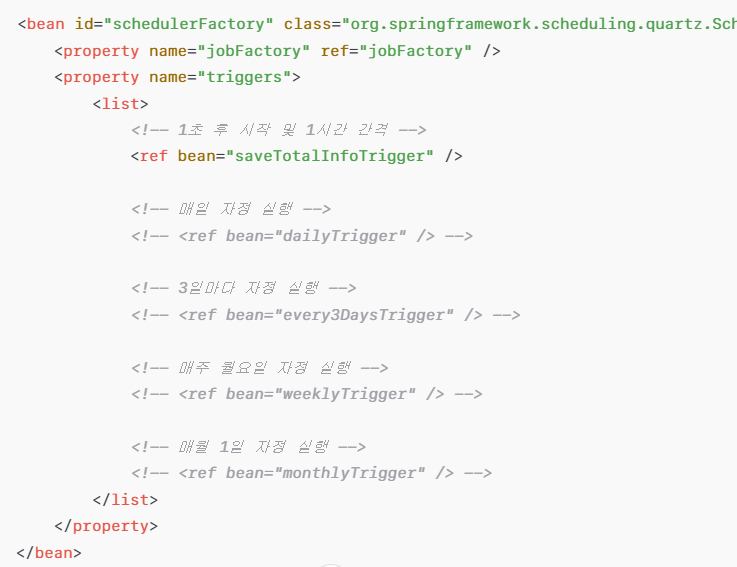 <bean id="schedulerFactory" class="org.springframework.scheduling.quartz.Sch
<property name="jobFactory" ref="jobFactory" />
<property name="triggers">
<list>
<!-- 1초 후 시작 및 1시간 간격 -->
<ref bean="saveTotalInfoTrigger" />
<!-- 매일 자정 실행 -->
<!-- <ref bean="dailyTrigger" /> -->
<!-- 3일마다 자정 실행 -->
<!-- <ref bean="every3DaysTrigger" /> -->
<!-- 매주 월요일 자정 실행 -->
<!-- <ref bean="weeklyTrigger" /> -->
<!-- 매월 1일 자정 실행 -->
<!-- <ref bean="monthlyTrigger" /> -->
</list>
</property>
</bean>